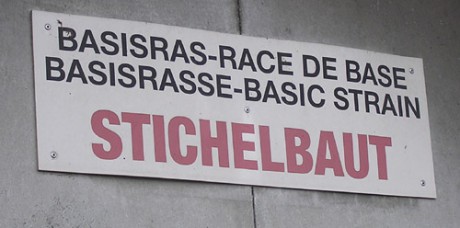 BASISRAS-RACE DE BASE
BASISRASSE-BASIC STRAIN
STICHELBAUT